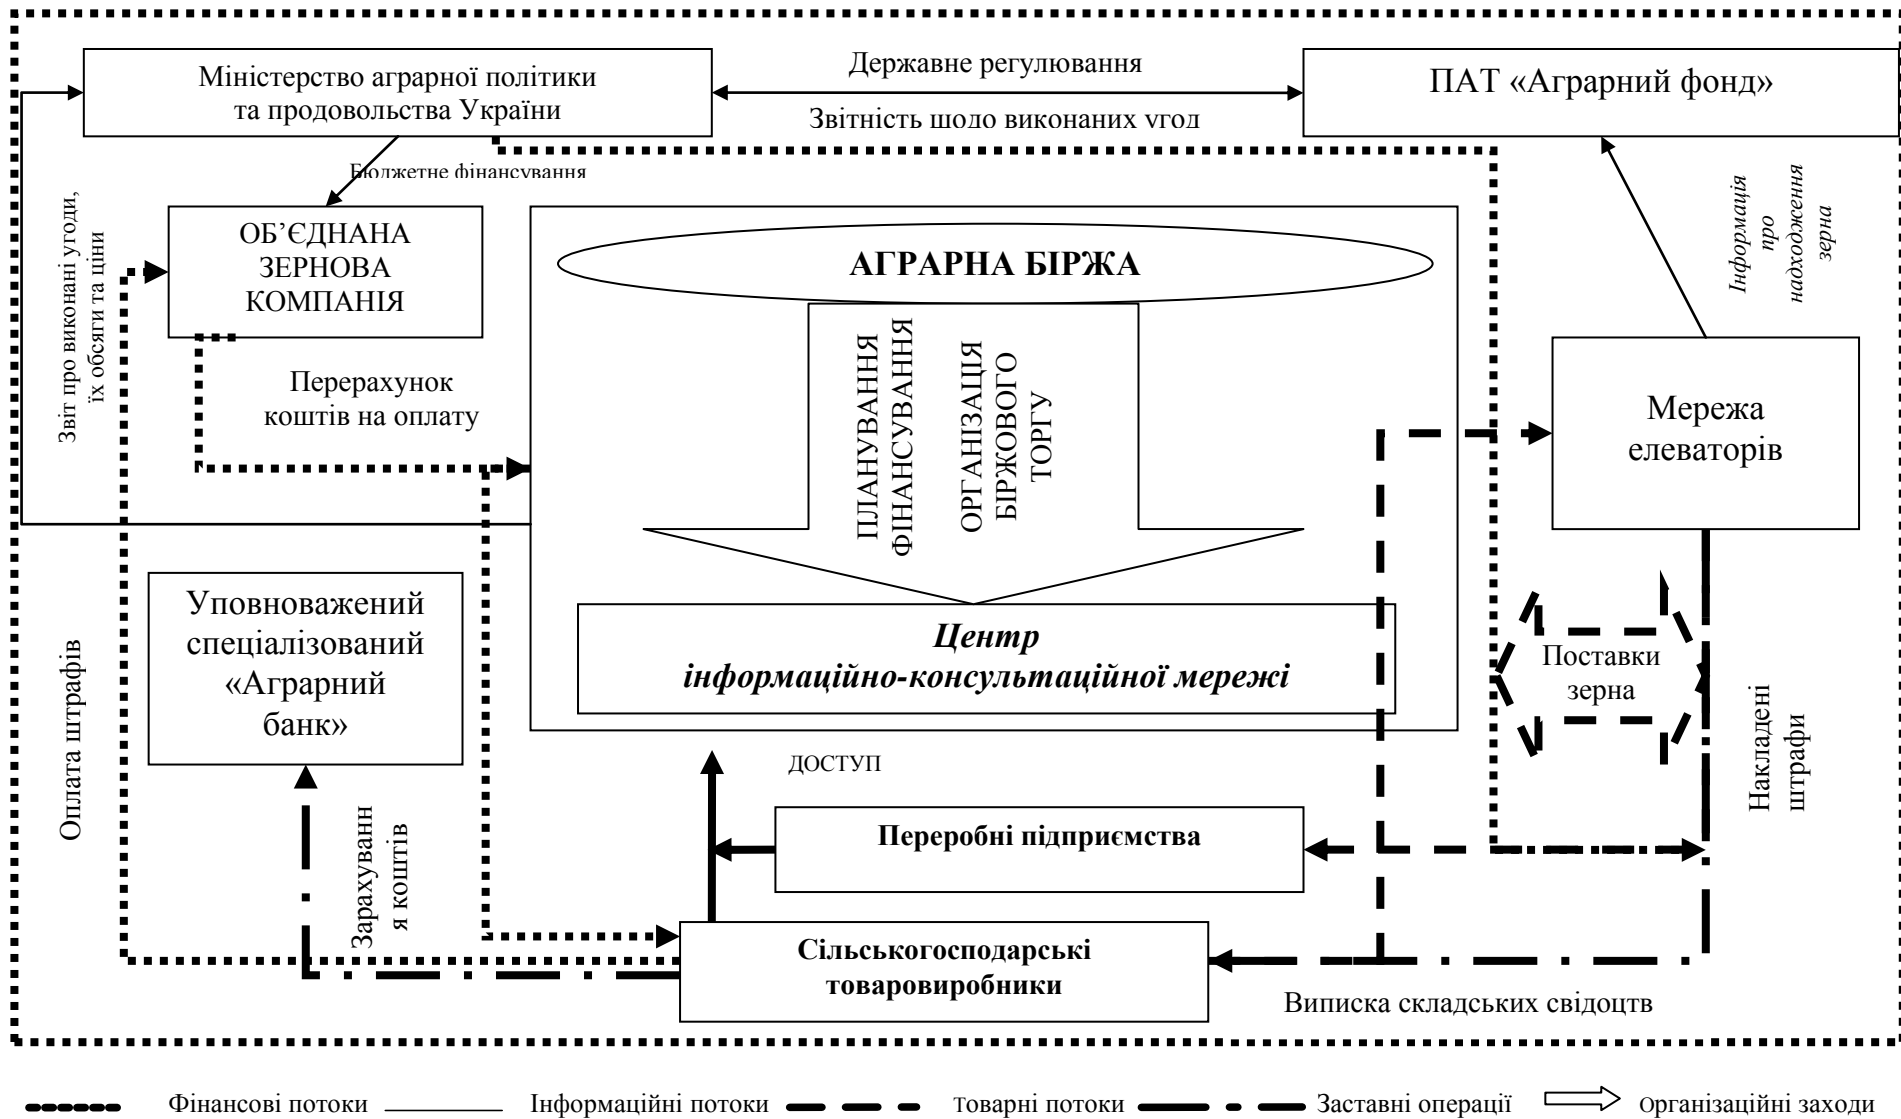 Міністерство аграрної політики
та продовольства України
Державне регулювання
Звітність щодо виконаних угод
ПАТ «Аграрний фонд»
Бюджетне фінансування
Звіт про виконані угоди,
їх обсяги та ціни
ОБ’ЄДНАНА
ЗЕРНОВА
КОМПАНІЯ
АГРАРНА БІРЖА
Інформація
про
надходження
зерна
Перерахунок
коштів на оплату
ПЛАНУВАННЯ
ФІНАНСУВАННЯ
ОРГАНІЗАЦІЯ
БІРЖОВОГО
ТОРГУ
Мережа
елеваторів
Уповноважений
спеціалізований
«Аграрний
банк»
Центр
інформаційно-консультаційної мережі
Поставки
зерна
Накладені
штрафи
Оплата штрафів
ДОСТУП
Зарахуванн
я коштів
Переробні підприємства
Сільськогосподарські
товаровиробники
Виписка складських свідоцтв
Фінансові потоки
Інформаційні потоки
Товарні потоки
Заставні операції
Організаційні заходи